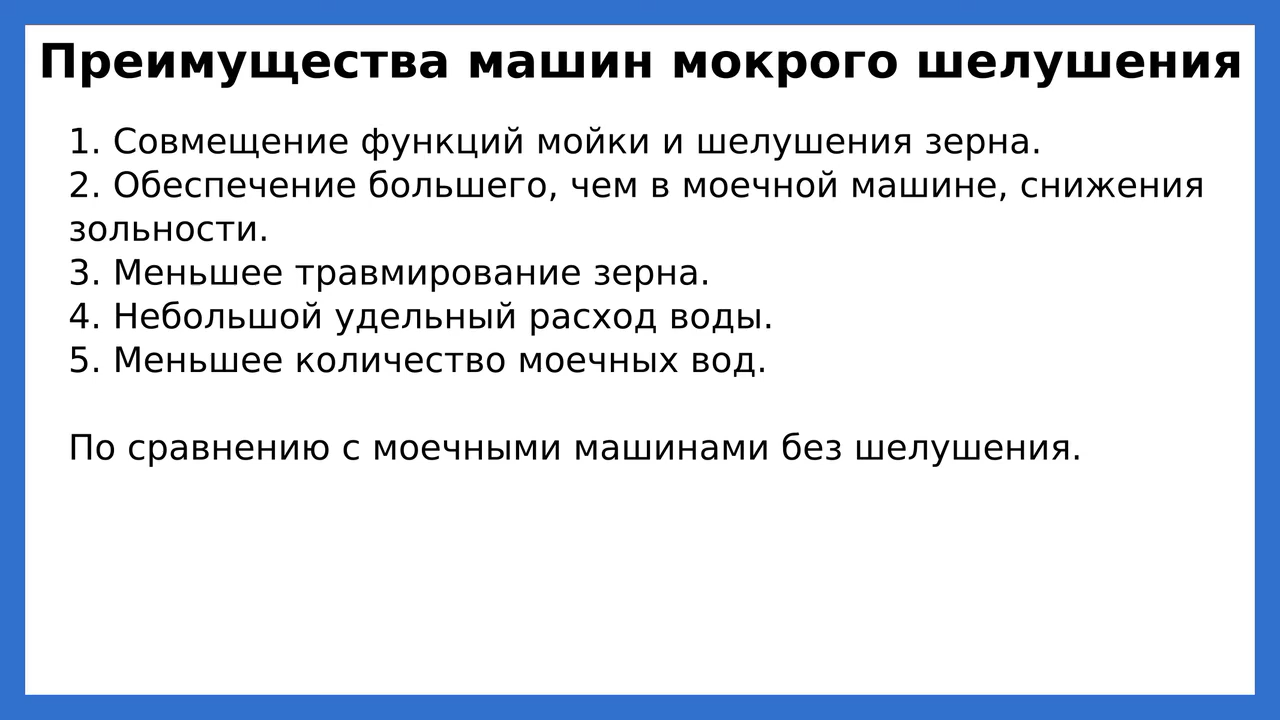 Преимущества машин мокрого шелушения
1. Совмещение функций мойки и шелушения зерна.
2. Обеспечение большего, чем в моечной машине, снижения
зольности.
3. Меньшее травмирование зерна.
4. Небольшой удельный расход воды.
5. Меньшее количество моечных вод.
По сравнению с моечными машинами без шелушения.